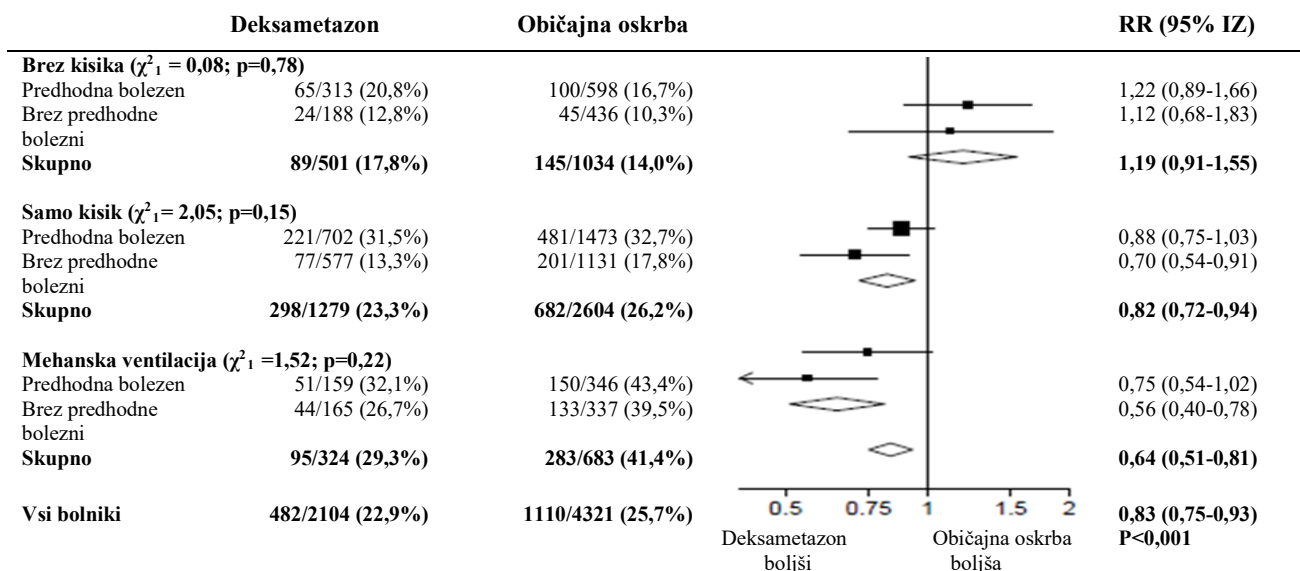 Deksametazon Običajna oskrba RR (95% IZ)
Brez kisika (χ²₁ = 0,08; p=0,78)
Predhodna bolezen 65/313 (20,8%) 100/598 (16,7%) 1,22 (0,89-1,66)
Brez predhodne 24/188 (12,8%) 45/436 (10,3%) 1,12 (0,68-1,83)
bolezni
Skupno 89/501 (17,8%) 145/1034 (14,0%) 1,19 (0,91-1,55)
Samo kisik (χ²₁= 2,05; p=0,15)
Predhodna bolezen 221/702 (31,5%) 481/1473 (32,7%) 0,88 (0,75-1,03)
Brez predhodne 77/577 (13,3%) 201/1131 (17,8%) 0,70 (0,54-0,91)
bolezni
Skupno 298/1279 (23,3%) 682/2604 (26,2%) 0,82 (0,72-0,94)
Mehanska ventilacija (χ²₁ =1,52; p=0,22)
Predhodna bolezen 51/159 (32,1%) 150/346 (43,4%) 0,75 (0,54-1,02)
Brez predhodne 44/165 (26,7%) 133/337 (39,5%) 0,56 (0,40-0,78)
bolezni
Skupno 95/324 (29,3%) 283/683 (41,4%) 0,64 (0,51-0,81)
Vsi bolniki 482/2104 (22,9%) 1110/4321 (25,7%) 0,83 (0,75-0,93)
0.5 0.75 1 1.5 2
Deksametazon Običajna oskrba P<0,001
boljši boljša